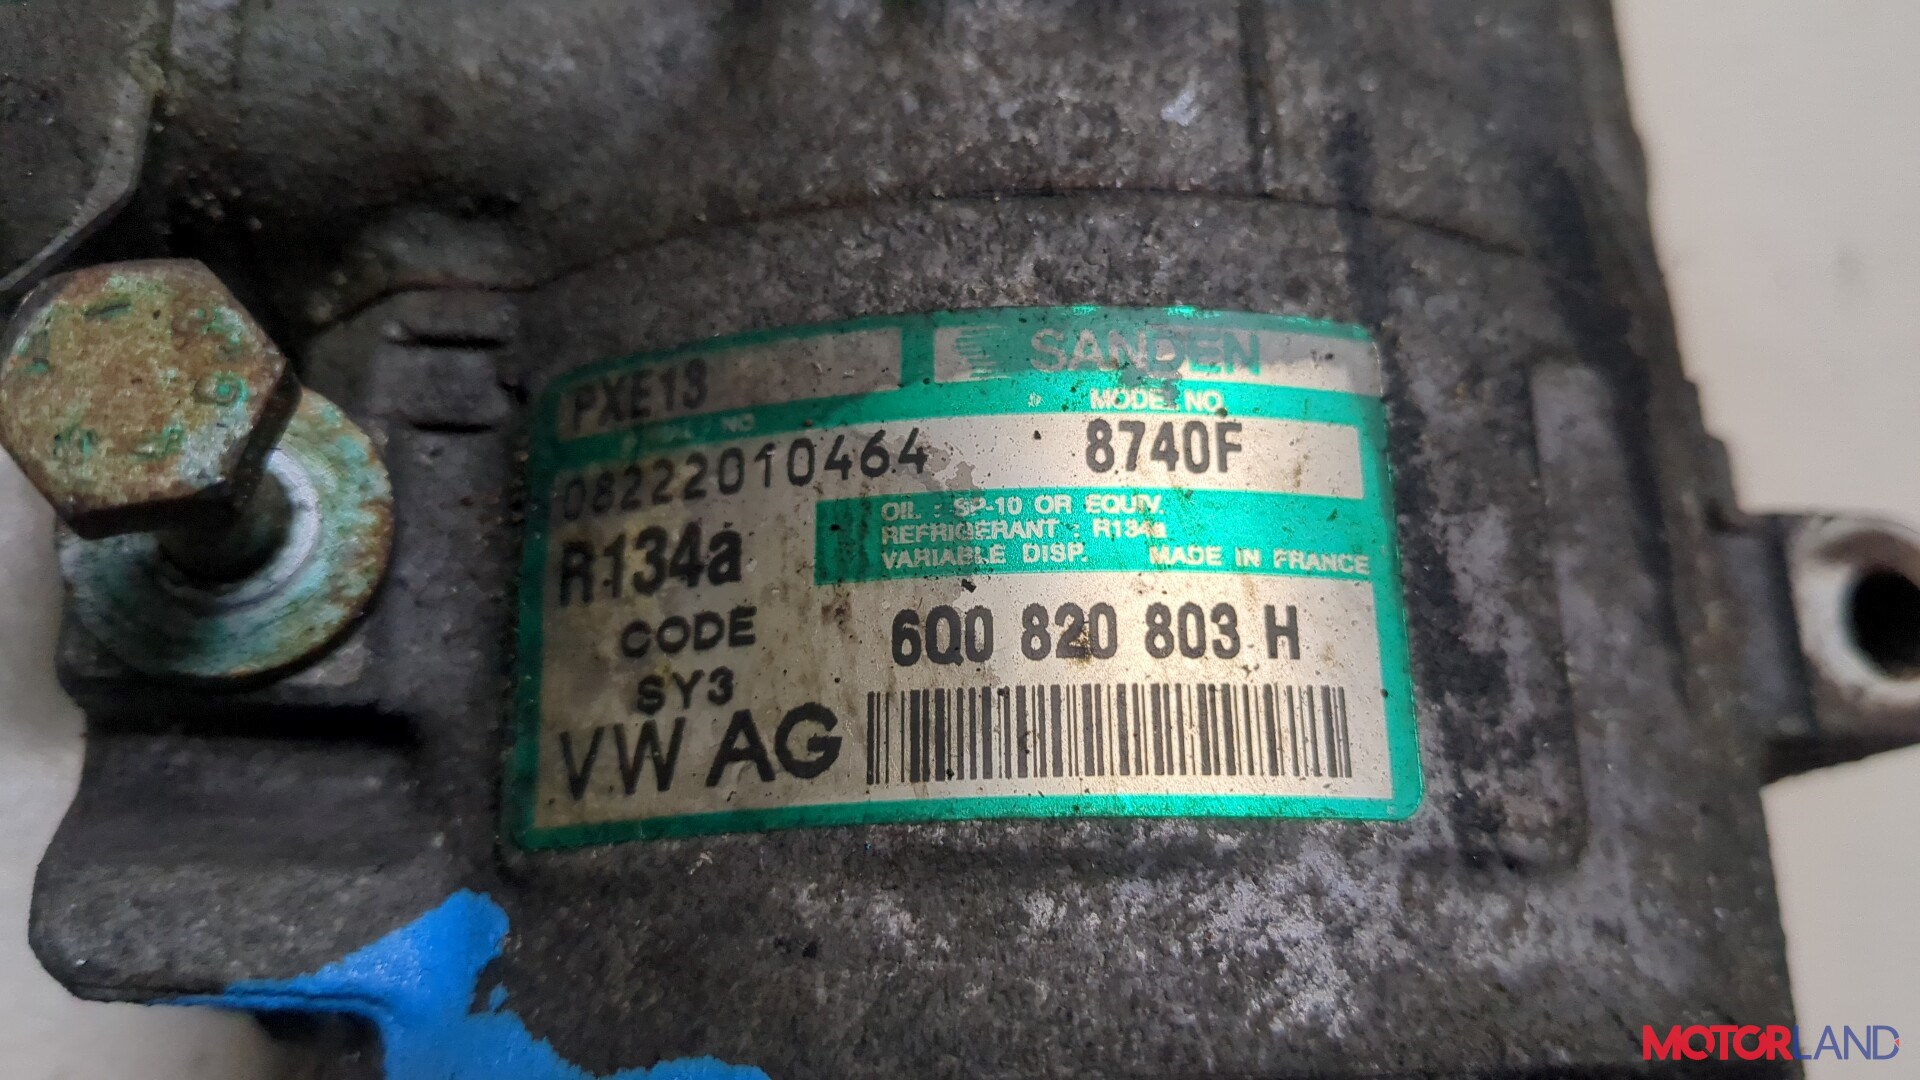 PXE13
SANDEN
MODEL NO.
08222010464
8740F
OIL : SP-10 OR EQUIV.
REFRIGERANT : R134a
VARIABLE DISP. MADE IN FRANCE
R134a
CODE
SY3
6Q0 820 803 H
VW AG
MOTORLAND